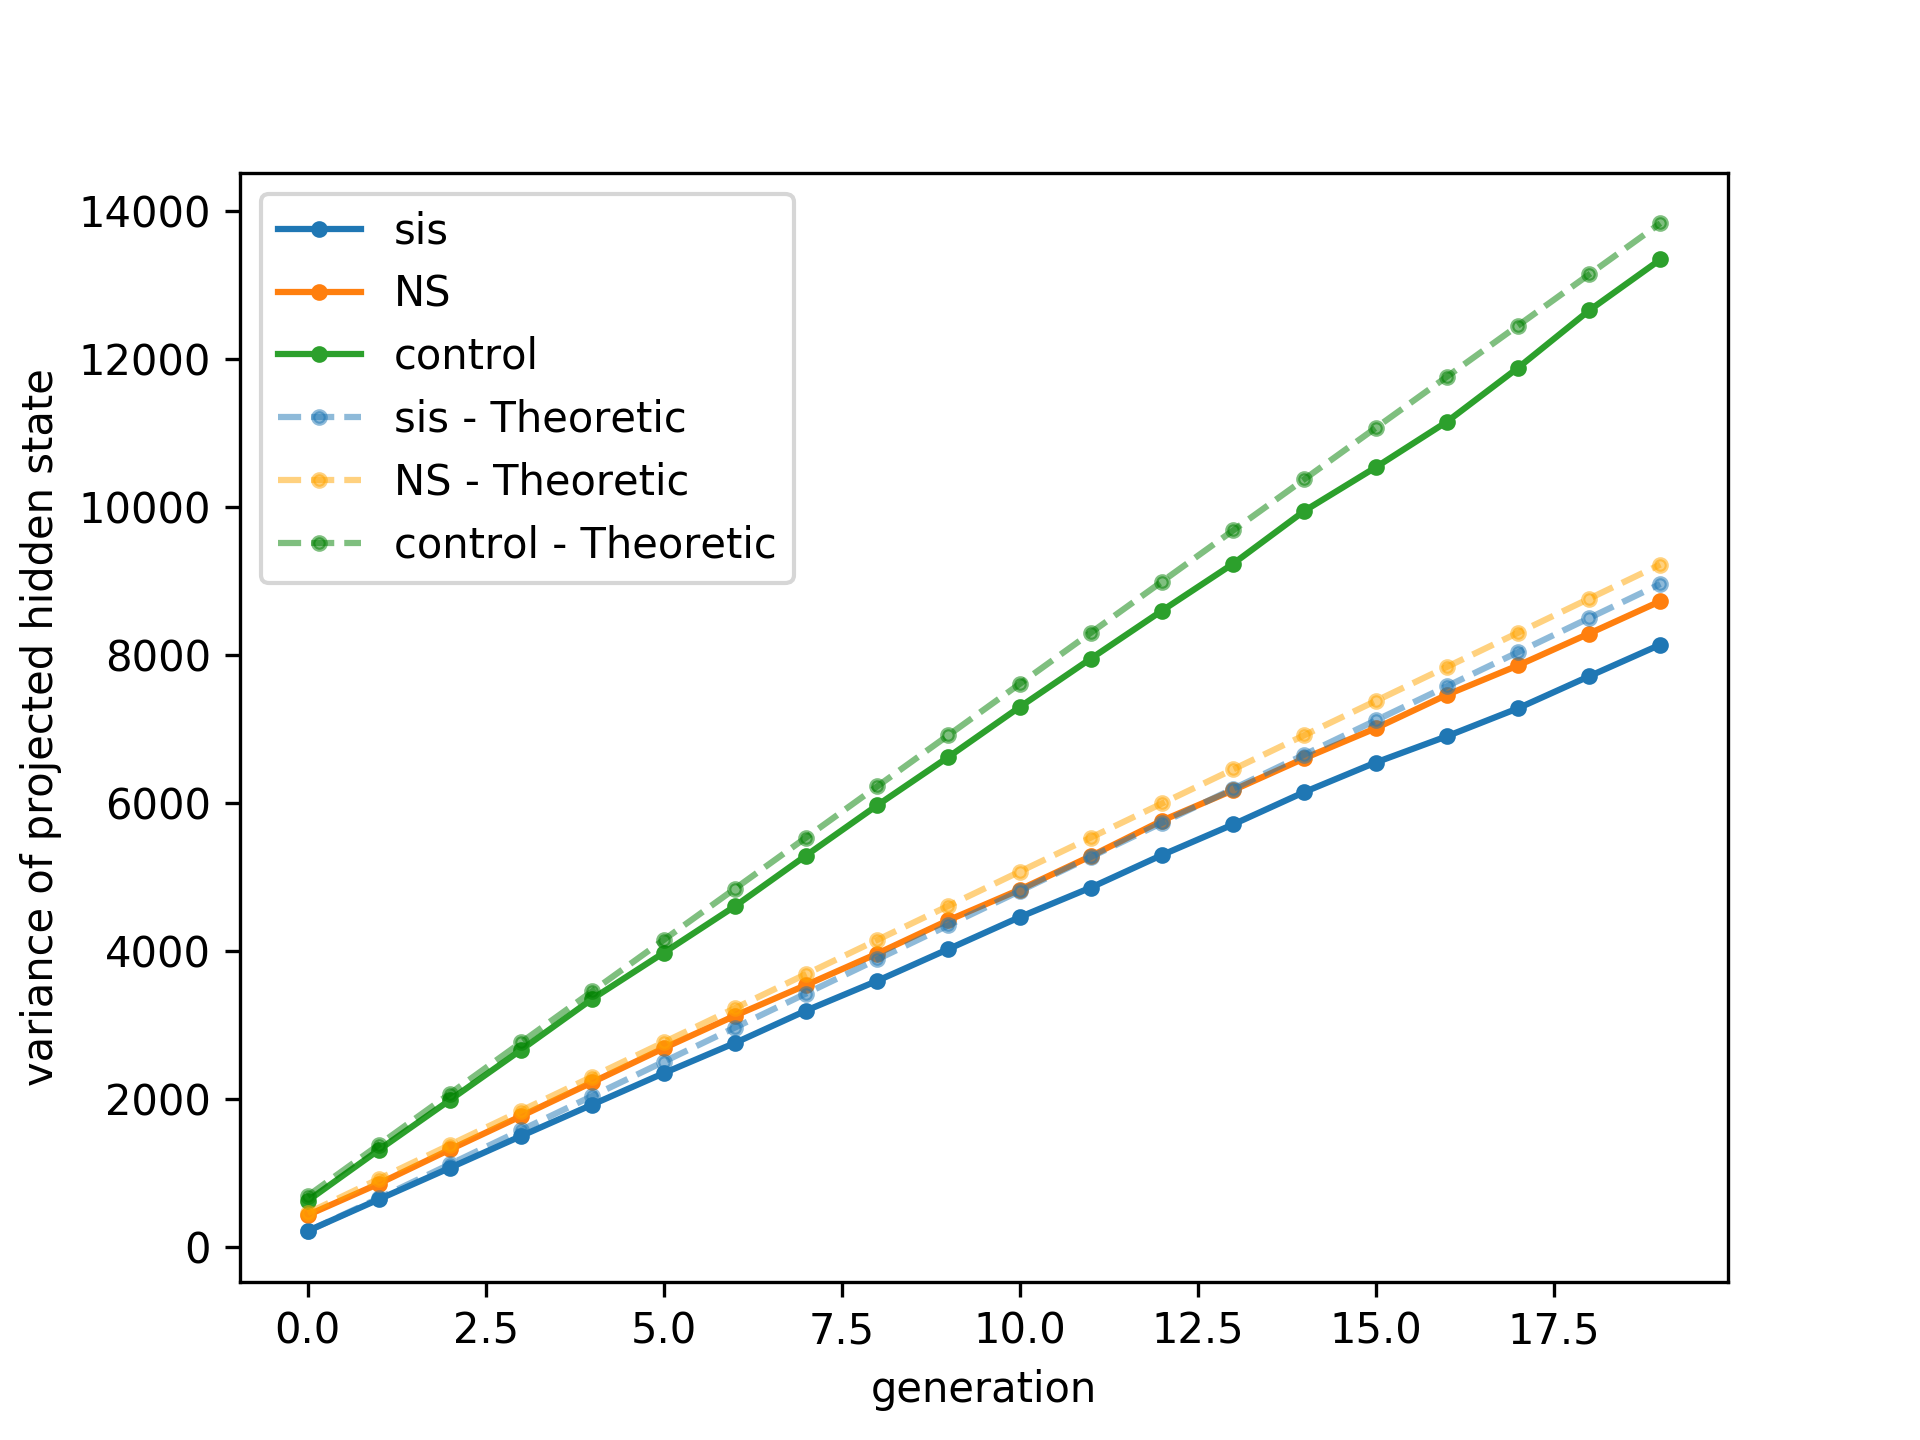 sis
NS
control
sis - Theoretic
NS - Theoretic
control - Theoretic
variance of projected hidden state
14000
12000
10000
8000
6000
4000
2000
0
0.0 2.5 5.0 7.5 10.0 12.5 15.0 17.5
generation